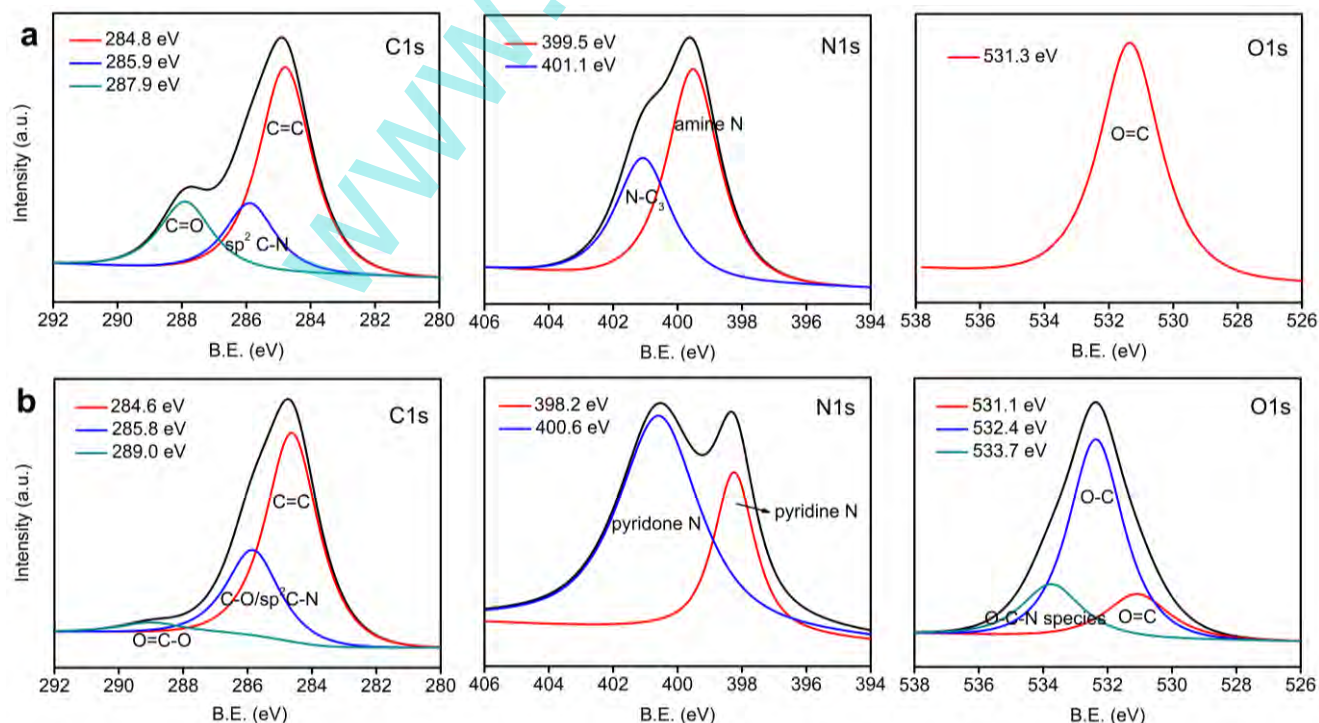 a
284.8 eV
285.9 eV
287.9 eV
C1s
C=C
C=O
sp² C-N
Intensity (a.u.)
292 290 288 286 284 282 280
B.E. (eV)
399.5 eV
401.1 eV
N1s
amine N
N-C₃
406 404 402 400 398 396 394
B.E. (eV)
531.3 eV
O1s
O=C
538 536 534 532 530 528 526
B.E. (eV)
www.
b
284.6 eV
285.8 eV
289.0 eV
C1s
C=C
C-O/sp²C-N
O=C-O
Intensity (a.u.)
292 290 288 286 284 282 280
B.E. (eV)
398.2 eV
400.6 eV
N1s
pyridone N
pyridine N
406 404 402 400 398 396 394
B.E. (eV)
531.1 eV
532.4 eV
533.7 eV
O1s
O-C
O-C-N species
O=C
538 536 534 532 530 528 526
B.E. (eV)